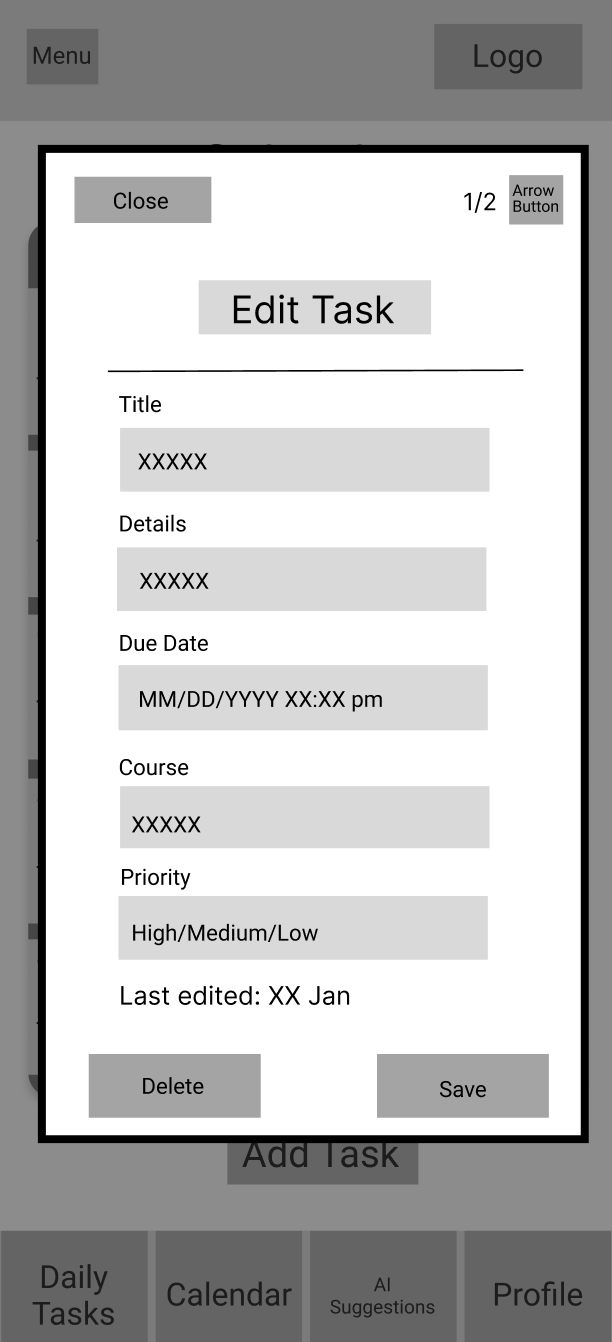 Menu
Logo
Close
1/2
Arrow
Button
Edit Task
Title
XXXXX
Details
XXXXX
Due Date
MM/DD/YYYY XX:XX pm
Course
XXXXX
Priority
High/Medium/Low
Last edited: XX Jan
Delete
Save
Add Task
Daily
Tasks
Calendar
AI
Suggestions
Profile